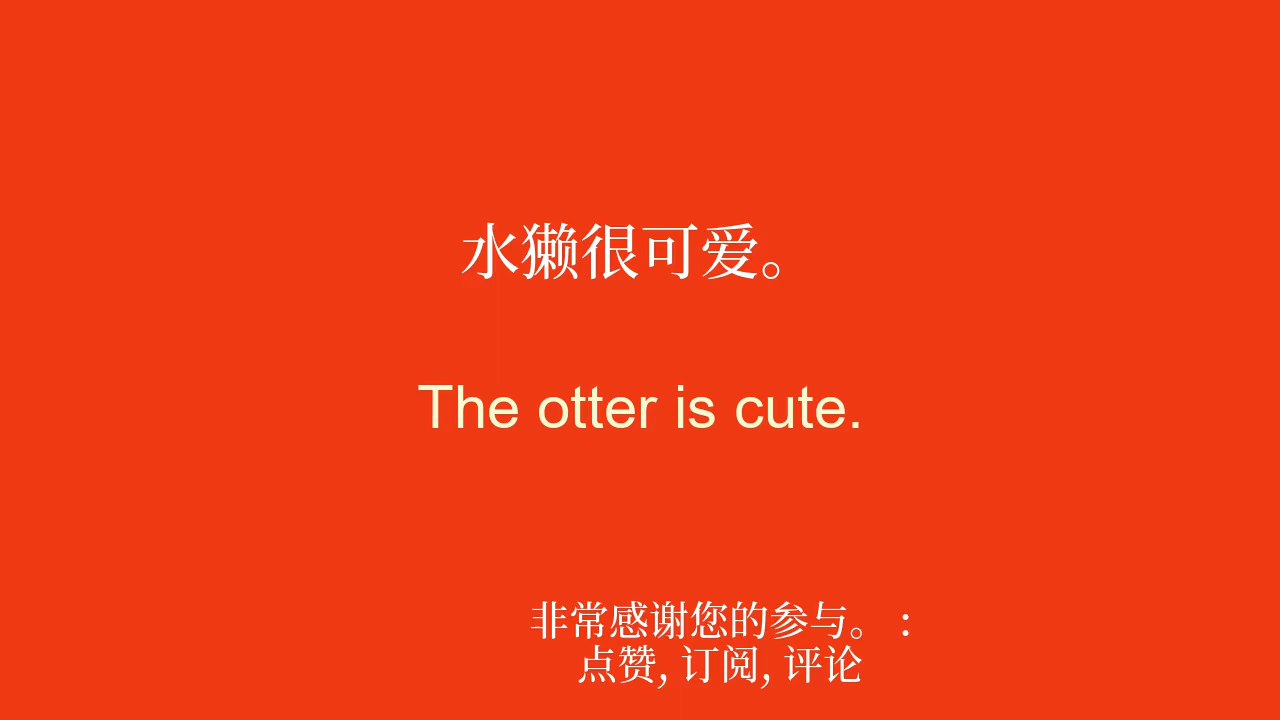 水獭很可爱。
The otter is cute.
非常感谢您的参与。 :
点赞, 订阅, 评论